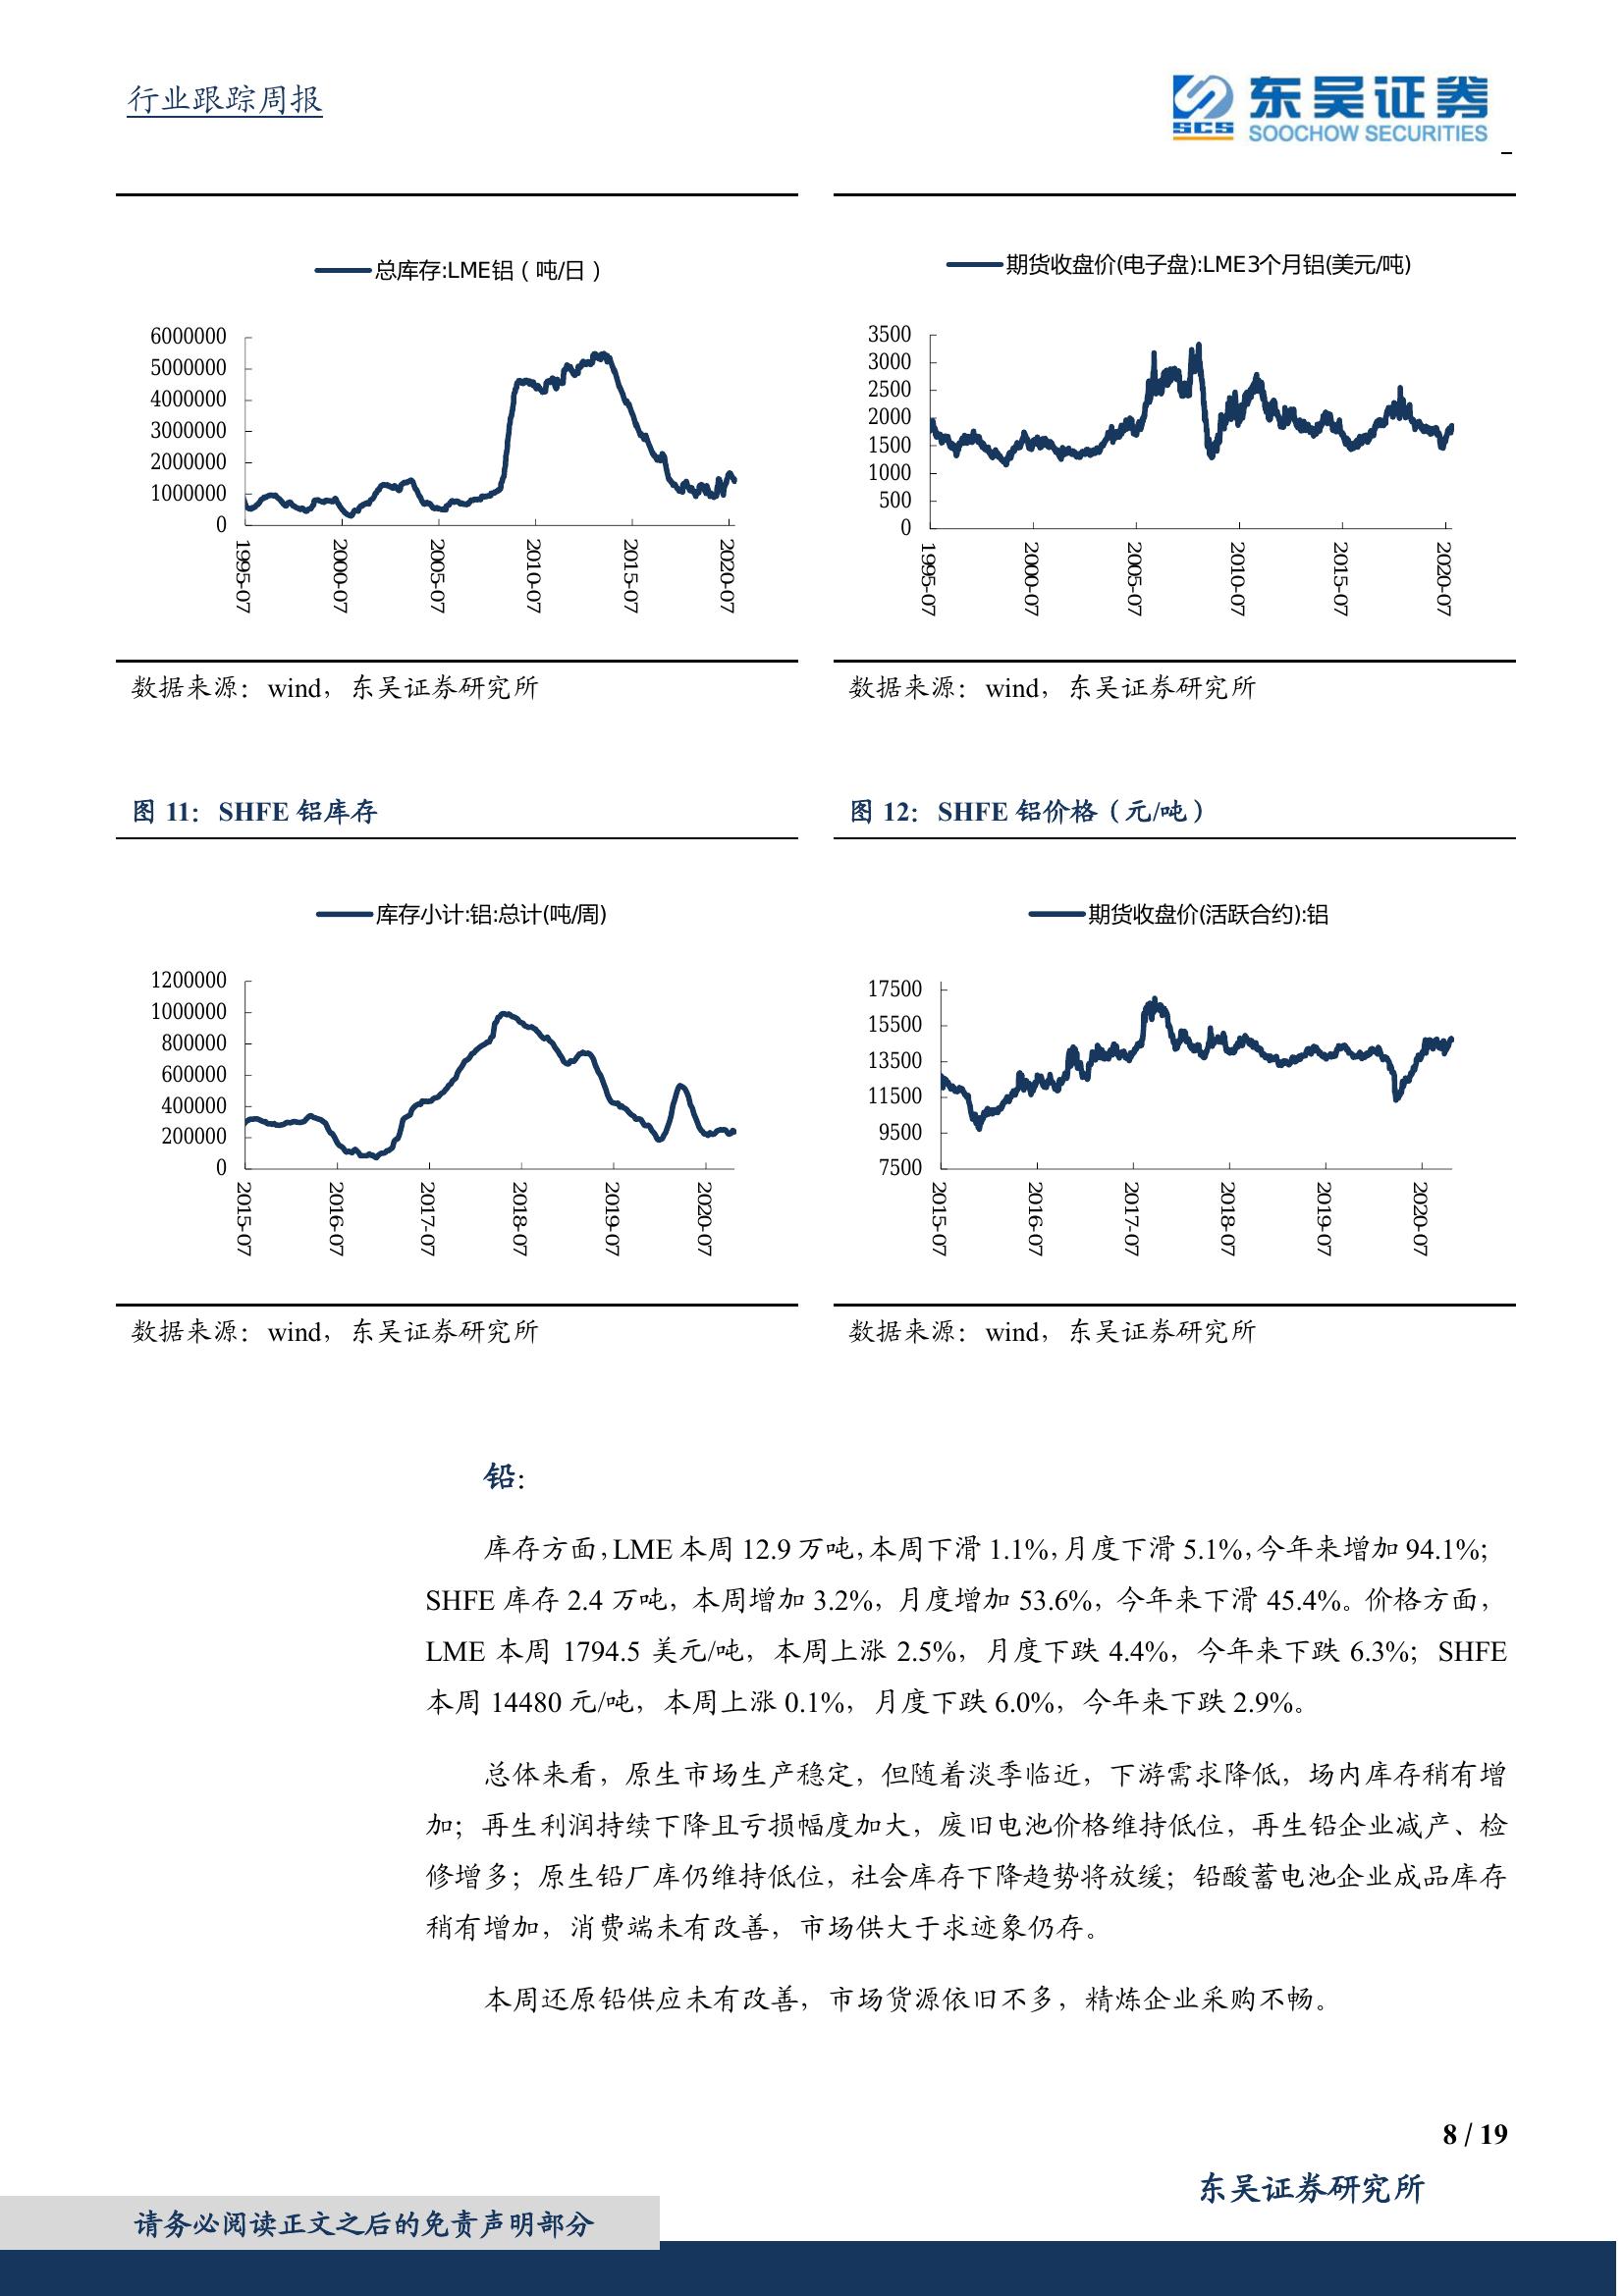 行业跟踪周报
东吴证券
SCS
SOOCHOW SECURITIES
总库存:LME铝（吨/日）
6000000
5000000
4000000
3000000
2000000
1000000
0
1995-07
2000-07
2005-07
2010-07
2015-07
2020-07
期货收盘价(电子盘):LME3个月铝(美元/吨)
3500
3000
2500
2000
1500
1000
500
0
1995-07
2000-07
2005-07
2010-07
2015-07
2020-07
数据来源：wind，东吴证券研究所
数据来源：wind，东吴证券研究所
图 11：SHFE 铝库存
图 12：SHFE 铝价格（元/吨）
库存小计:铝:总计(吨/周)
1200000
1000000
800000
600000
400000
200000
0
2015-07
2016-07
2017-07
2018-07
2019-07
2020-07
期货收盘价(活跃合约):铝
17500
15500
13500
11500
9500
7500
2015-07
2016-07
2017-07
2018-07
2019-07
2020-07
数据来源：wind，东吴证券研究所
数据来源：wind，东吴证券研究所
铅：
库存方面，LME 本周 12.9 万吨，本周下滑 1.1%，月度下滑 5.1%，今年来增加 94.1%；
SHFE 库存 2.4 万吨，本周增加 3.2%，月度增加 53.6%，今年来下滑 45.4%。价格方面，
LME 本周 1794.5 美元/吨，本周上涨 2.5%，月度下跌 4.4%，今年来下跌 6.3%；SHFE
本周 14480 元/吨，本周上涨 0.1%，月度下跌 6.0%，今年来下跌 2.9%。
总体来看，原生市场生产稳定，但随着淡季临近，下游需求降低，场内库存稍有增
加；再生利润持续下降且亏损幅度加大，废旧电池价格维持低位，再生铅企业减产、检
修增多；原生铅厂库仍维持低位，社会库存下降趋势将放缓；铅酸蓄电池企业成品库存
稍有增加，消费端未有改善，市场供大于求迹象仍存。
本周还原铅供应未有改善，市场货源依旧不多，精炼企业采购不畅。
8 / 19
东吴证券研究所
请务必阅读正文之后的免责声明部分